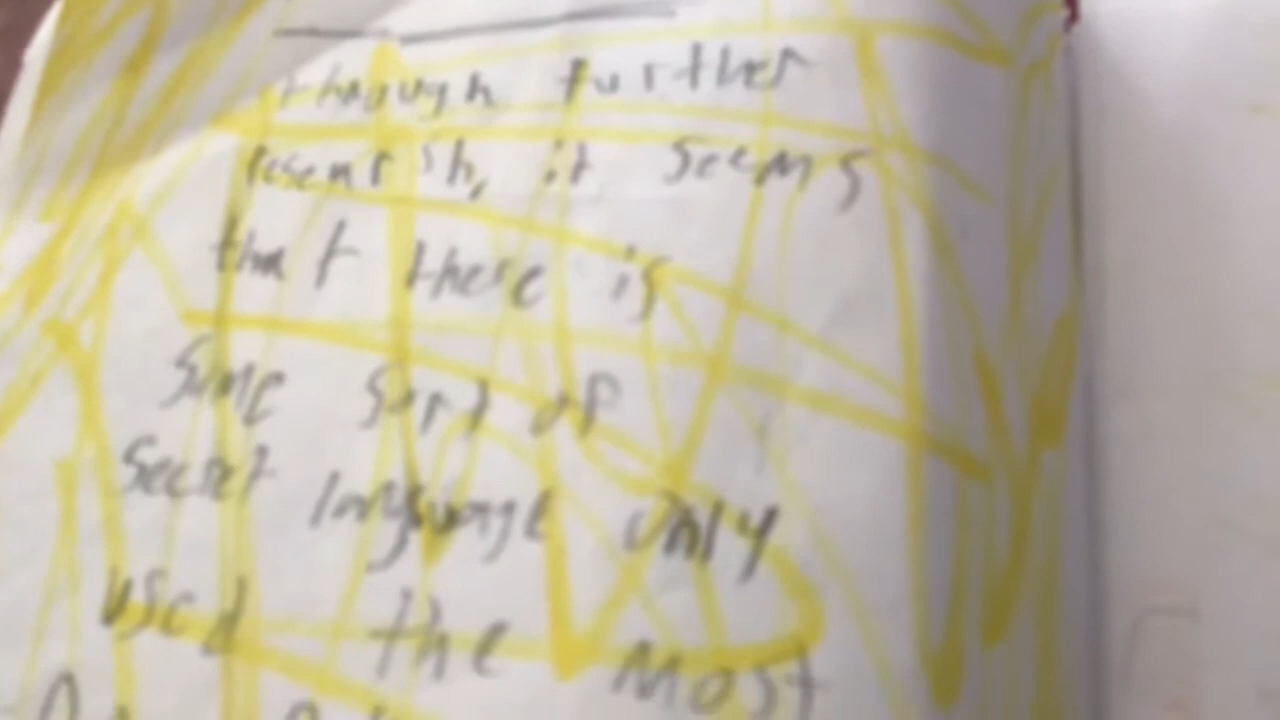 through further
research, it seems
that there is
some sort of
secret language only
used the most